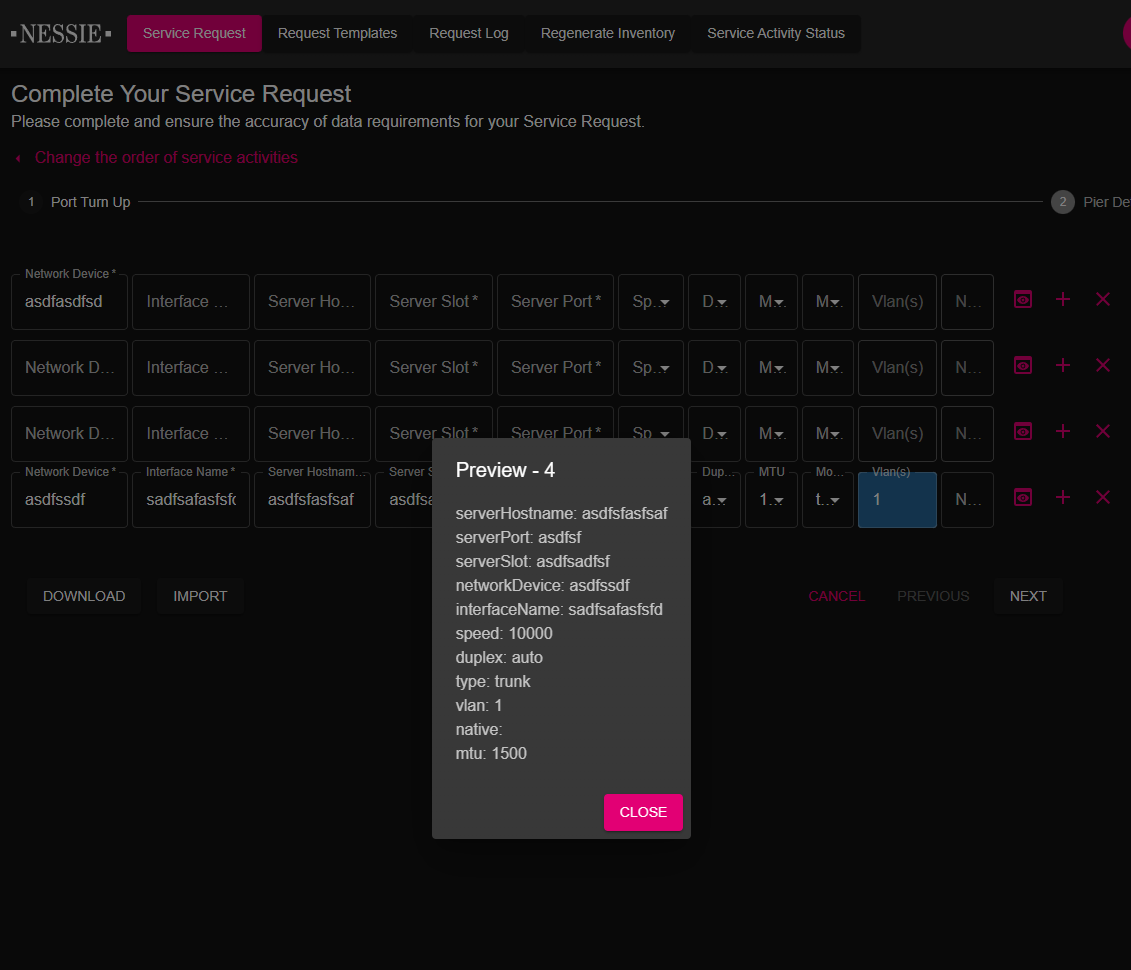 NESSIE Service Request Request Templates Request Log Regenerate Inventory Service Activity Status
Complete Your Service Request
Please complete and ensure the accuracy of data requirements for your Service Request.
Change the order of service activities
1 Port Turn Up 2 Pier De
Network Device *
asdfasdfsd Interface … Server Ho… Server Slot * Server Port * Sp… D… M… M… Vlan(s) N…
Network D… Interface … Server Ho… Server Slot * Server Port * Sp… D… M… M… Vlan(s) N…
Network D… Interface … Server Ho… Server Slot * Server Port * Sp… D… M… M… Vlan(s) N…
Network Device * Interface Name * Server Hostnam… Server S Dup… MTU Mo… Vlan(s)
asdfssdf sadfsafasfsfd asdfsfasfsaf asdfsa a… 1… t… 1 N…
Preview - 4
serverHostname: asdfsfasfsaf
serverPort: asdfsf
serverSlot: asdfsadfsf
networkDevice: asdfssdf
interfaceName: sadfsafasfsfd
speed: 10000
duplex: auto
type: trunk
vlan: 1
native:
mtu: 1500
CLOSE
DOWNLOAD IMPORT CANCEL PREVIOUS NEXT